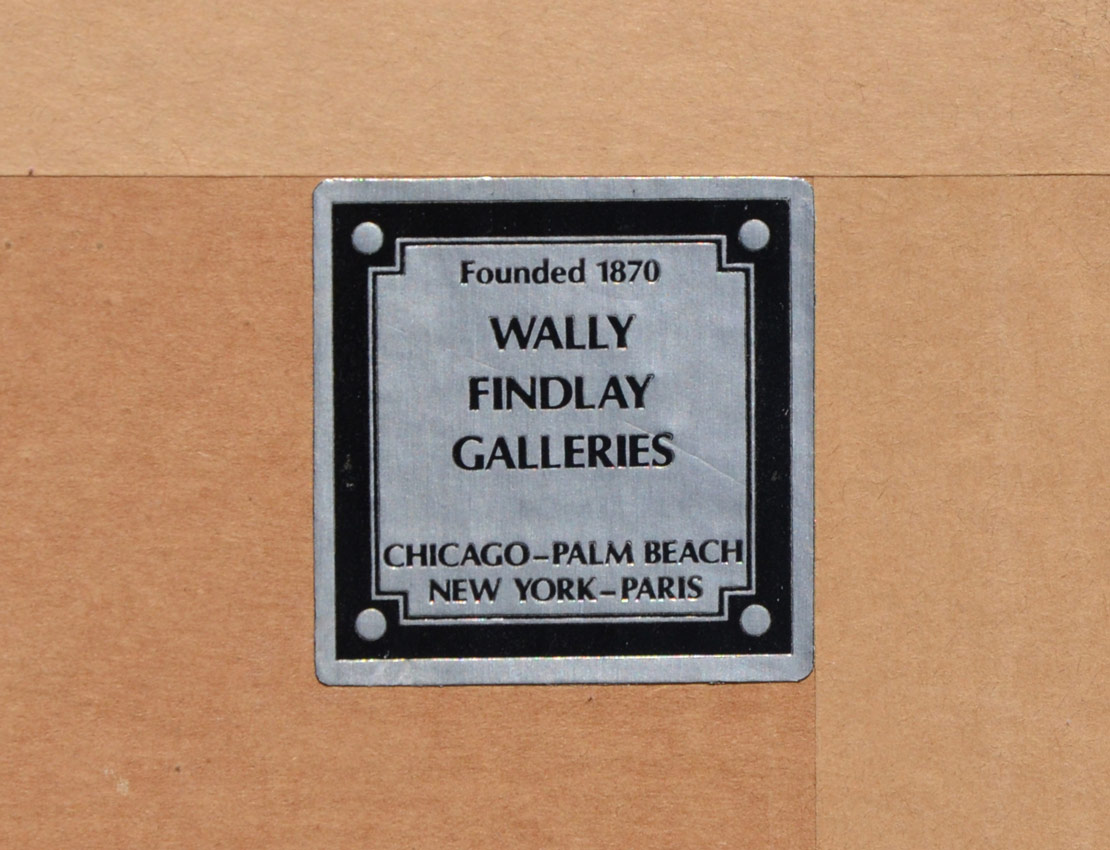 Founded 1870
WALLY
FINDLAY
GALLERIES
CHICAGO–PALM BEACH
NEW YORK–PARIS